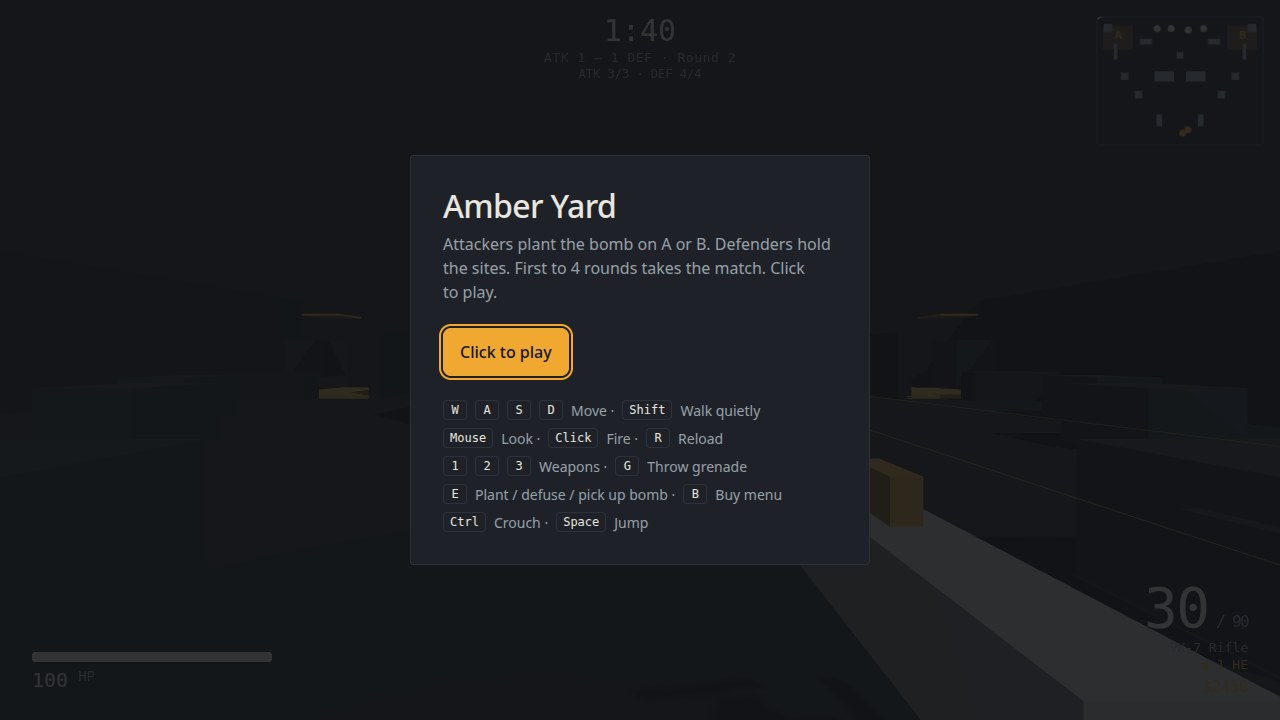 1:40
ATK 1 — 1 DEF · Round 2
ATK 3/3 · DEF 4/4
A
B
Amber Yard
Attackers plant the bomb on A or B. Defenders hold
the sites. First to 4 rounds takes the match. Click
to play.
Click to play
W A S D Move · Shift Walk quietly
Mouse Look · Click Fire · R Reload
1 2 3 Weapons · G Throw grenade
E Plant / defuse / pick up bomb · B Buy menu
Ctrl Crouch · Space Jump
30 / 90
Rifle
1 HE
100 HP